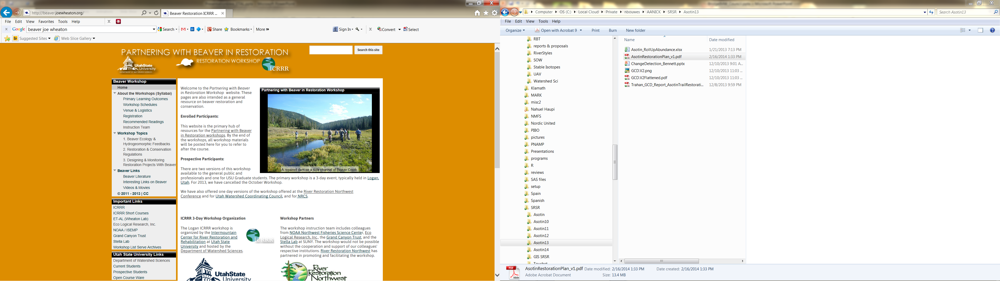 http://beaver.joewheaton.org/
Beaver Restoration ICRRR ...
File Edit View Favorites Tools Help
Google beaver joe wheaton Search Share Bookmarks More » Sign In Convert Select
Suggested Sites Web Slice Gallery
PARTNERING WITH BEAVER IN RESTORATION
RESTORATION WORKSHOP
UtahState
University
DEPARTMENT OF WATERSHED SCIENCES
ICRRR
Search this site
Beaver Workshop
Home
About the Workshops (Syllabai)
Primary Learning Outcomes
Workshop Schedules
Venue & Logistics
Registration
Recommended Readings
Instruction Team
Workshop Topics
1. Beaver Ecology &
Hydrogeomorphic Feedbacks
2. Restoration & Conservation
Regulations
3. Designing & Monitoring
Restoration Projects With Beaver
Beaver Links
Beaver Literature
Interesting Links on Beaver
Videos & Movies
© 2011 - 2013 | CC
Important Links
ICRRR
ICRRR Short Courses
ET-AL (Wheaton Lab)
Eco Logical Research, Inc.
NOAA / ISEMP
Grand Canyon Trust
Stella Lab
Workshop List Serve Archives
Utah State University Links
Department of Watershed Sciences
Current Students
Prospective Students
Open Course Ware
Welcome to the Partnering with Beaver
in Restoration Workshop website. These
pages are also intended as a general
resource on beaver restoration and
conservation.
Enrolled Participants:
This website is the primary hub of
resources for the Partnering with Beaver
in Restoration workshops. By the end of
the workshops, all workshop materials
will be posted here for you to refer to
after the course.
Prospective Participants:
There are two versions of this workshop
available to the general public and
professionals and one for USU Graduate students. The primary workshop is a 3-day event, typically held in Logan,
Utah. For 2013, we have cancelled the October Workshop.
We have also offered one day versions of the workshop offered at the River Restoration Northwest
Conference and for Utah Watershed Coordinating Council, and for NRCS.
Partnering with Beaver in Restoration Workshop
A repaired dam on a side channel of Beaver Creek.
ICRRR 3-Day Workshop Organization
The Logan ICRRR workshop is
organized by the Intermountain
Center for River Restoration and
Rehabilitation at Utah State
University and hosted by the
Department of Watershed Sciences.
ICRRR
UtahState
University
Workshop Partners
The workshop instruction team includes colleagues
from NOAA Northwest Fisheries Science Center, Eco
Logical Research, Inc., the Grand Canyon Trust, and the
Stella Lab at SUNY. The workshop would not be possible
without the cooperation and support of our colleagues'
respective institutions. River Restoration Northwest has
partnered in promoting and facilitating the workshop.
River
Restoration
Northwest
Computer OS (C:) Local Cloud Private nbouwes AANICK SRSR Asotin13
Search Asotin13
File Edit View Tools Help
Organize Open with Acrobat 9 Print Burn New folder
RBT
reports & proposals
RiverStyles
SOW
Stable Isotopes
UAV
Watershed Sci
Klamath
MARK
misc2
Nahuel Haupi
NMFS
Nordic United
PIBO
pictures
PNAMP
Presentations
programs
R
reviews
SAS files
setup
Spain
Spanish
SRSR
Asotin
Asotin10
Asotin11
Asotin12
Asotin13
Asotin14
GIS SRSR
Touchet
Name Date modified
Asotin_RollUpAbundance.xlsx 1/21/2013 7:13 PM
AsotinRestorationPlan_v1.pdf 2/16/2014 1:33 PM
ChangeDetection_Bennett.pptx 12/10/2013 9:01 A...
GCD.V2.png 12/10/2013 11:03 ...
GCD.V2Flattened.pdf 12/10/2013 11:03 ...
Trahan_GCD_Report_AsotinTrailRestorati... 12/8/2013 9:59 PM
AsotinRestorationPlan_v1.pdf Date modified: 2/16/2014 1:33 PM Date created: 2/16/2014 1:33 PM
Adobe Acrobat Document Size: 13.4 MB